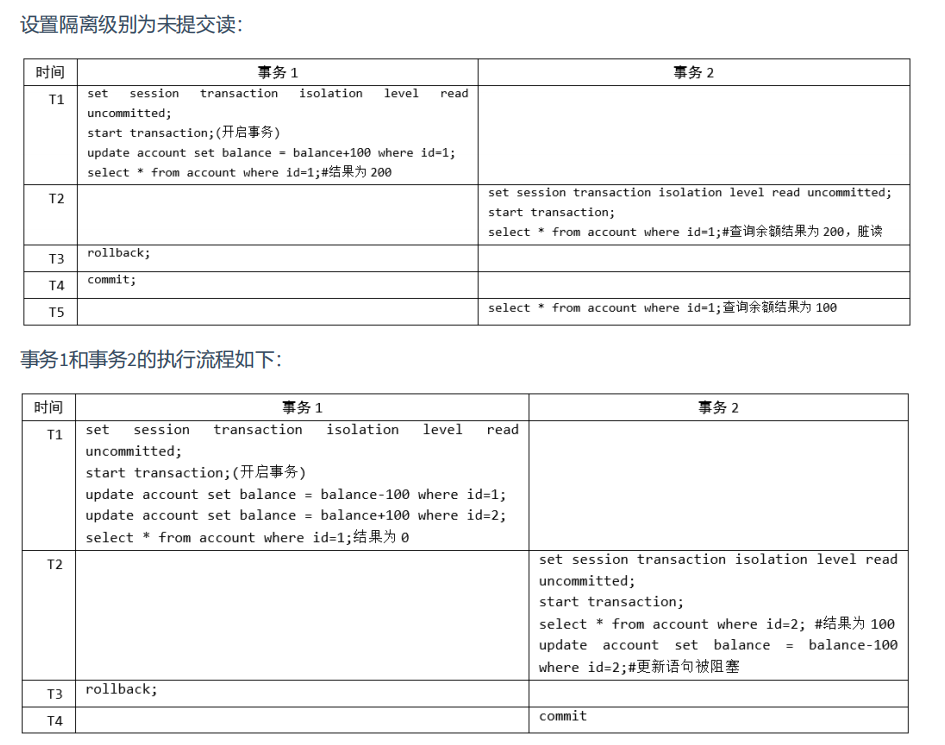 设置隔离级别为未提交读：
时间 事务 1 事务 2
T1 set session transaction isolation level read
uncommitted;
start transaction;(开启事务)
update account set balance = balance+100 where id=1;
select * from account where id=1;#结果为 200
T2 set session transaction isolation level read uncommitted;
start transaction;
select * from account where id=1;#查询余额结果为 200，脏读
T3 rollback;
T4 commit;
T5 select * from account where id=1;查询余额结果为 100
事务1和事务2的执行流程如下：
时间 事务 1 事务 2
T1 set session transaction isolation level read
uncommitted;
start transaction;(开启事务)
update account set balance = balance-100 where id=1;
update account set balance = balance+100 where id=2;
select * from account where id=1;结果为 0
T2 set session transaction isolation level read
uncommitted;
start transaction;
select * from account where id=2; #结果为 100
update account set balance = balance-100
where id=2;#更新语句被阻塞
T3 rollback;
T4 commit